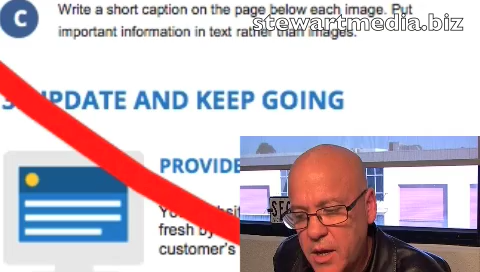 stewartmedia.biz
C
Write a short caption on the page below each image. Put
important information in text rather than images.
UPDATE AND KEEP GOING
PROVIDE
fresh by
customer's